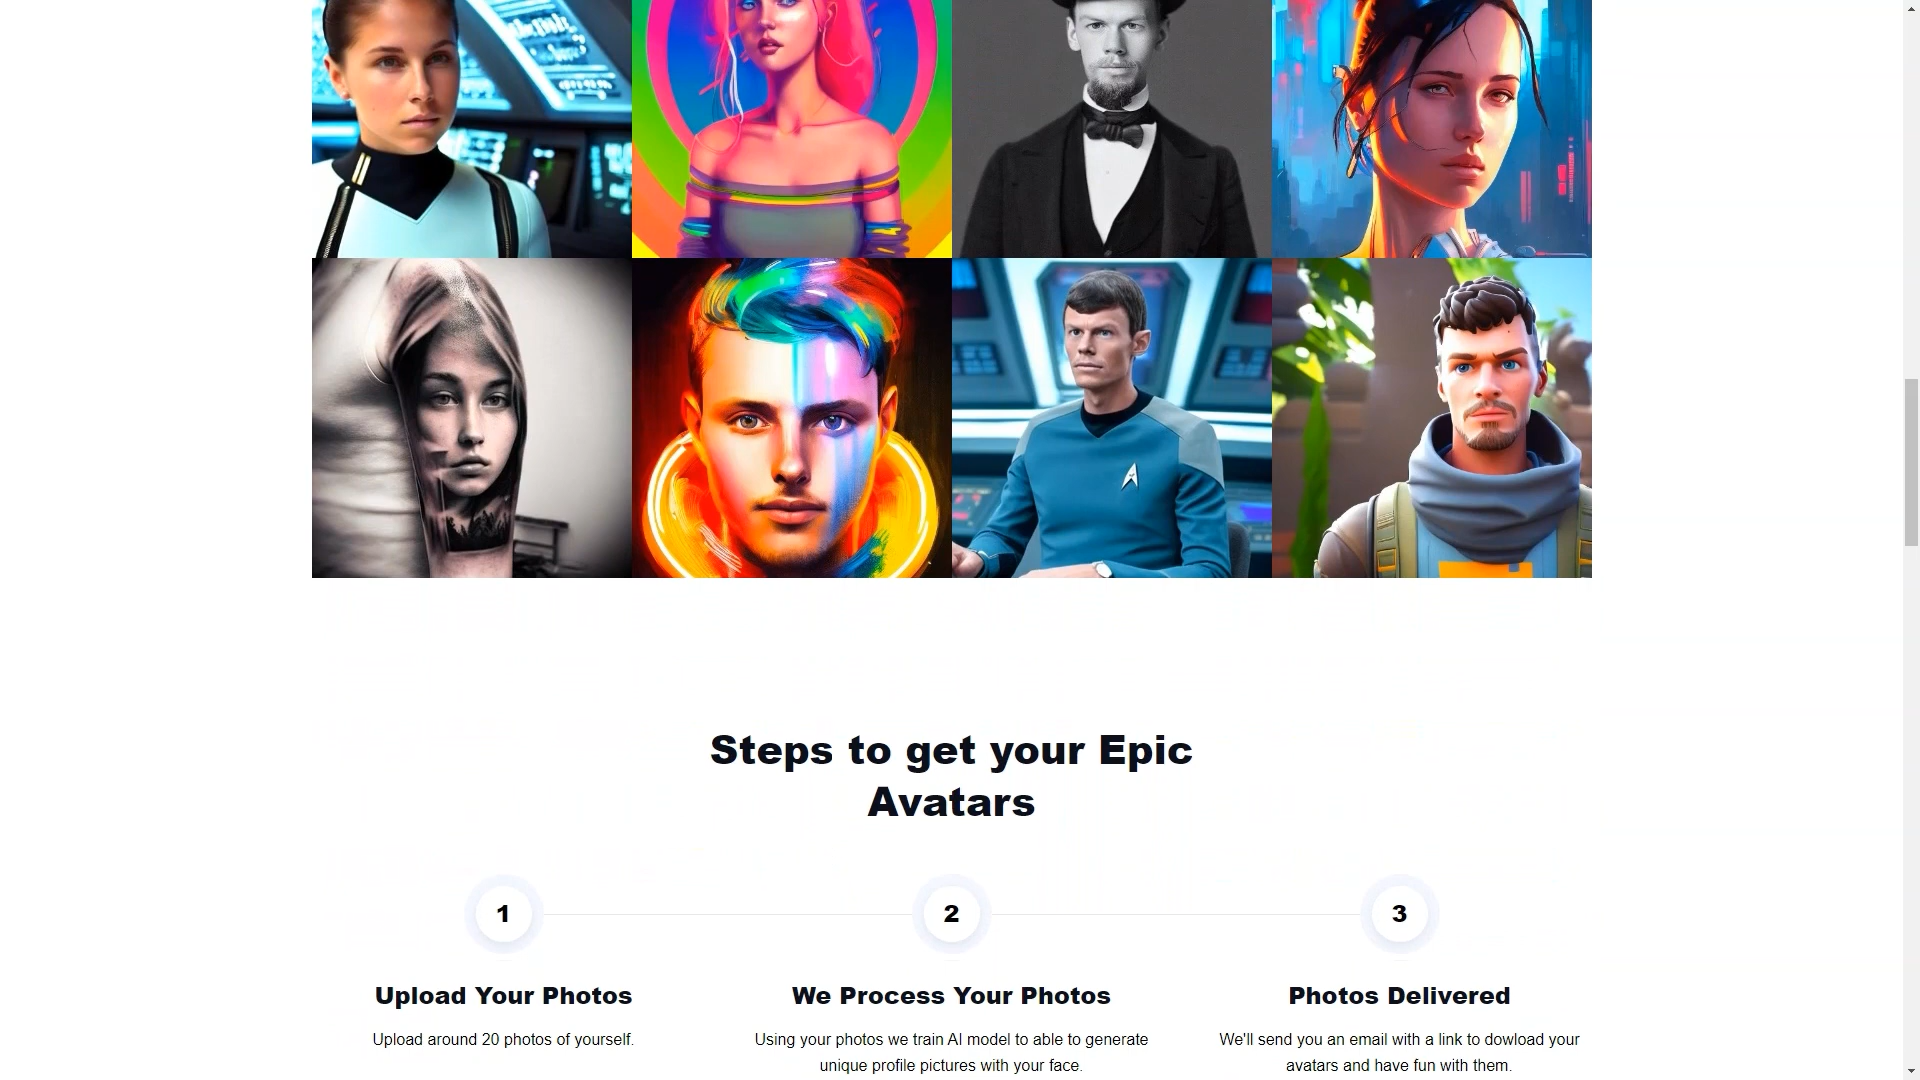 Steps to get your Epic
Avatars
1
2
3
Upload Your Photos
We Process Your Photos
Photos Delivered
Upload around 20 photos of yourself.
Using your photos we train AI model to able to generate
unique profile pictures with your face.
We'll send you an email with a link to dowload your
avatars and have fun with them.